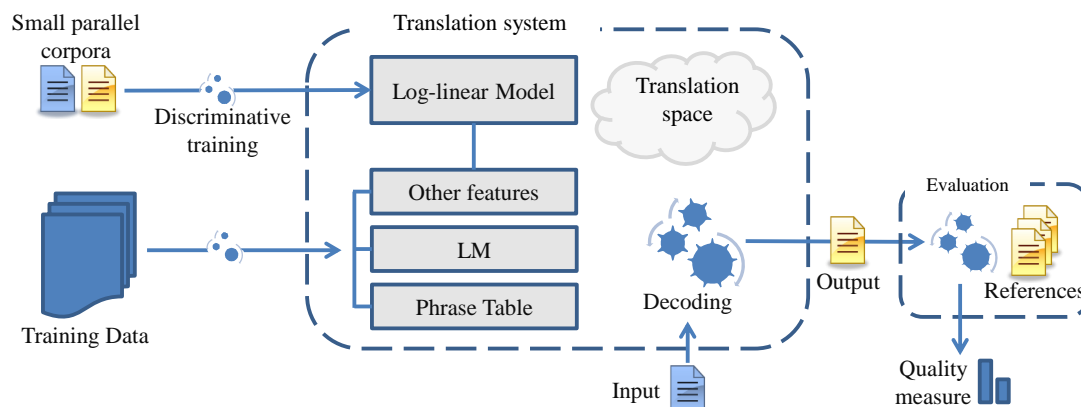 Small parallel
corpora
Translation system
Log-linear Model
Translation
space
Discriminative
training
Other features
Evaluation
LM
Phrase Table
Decoding
Output
References
Training Data
Input
Quality
measure